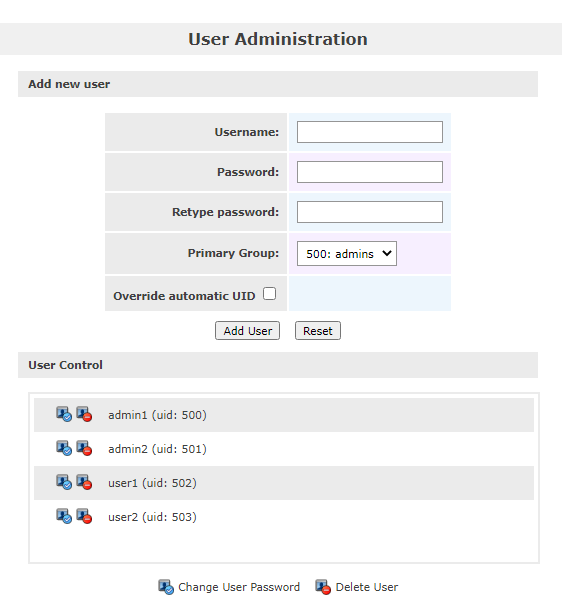 User Administration
Add new user
Username:
Password:
Retype password:
Primary Group: 500: admins
Override automatic UID
Add User Reset
User Control
admin1 (uid: 500)
admin2 (uid: 501)
user1 (uid: 502)
user2 (uid: 503)
Change User Password Delete User